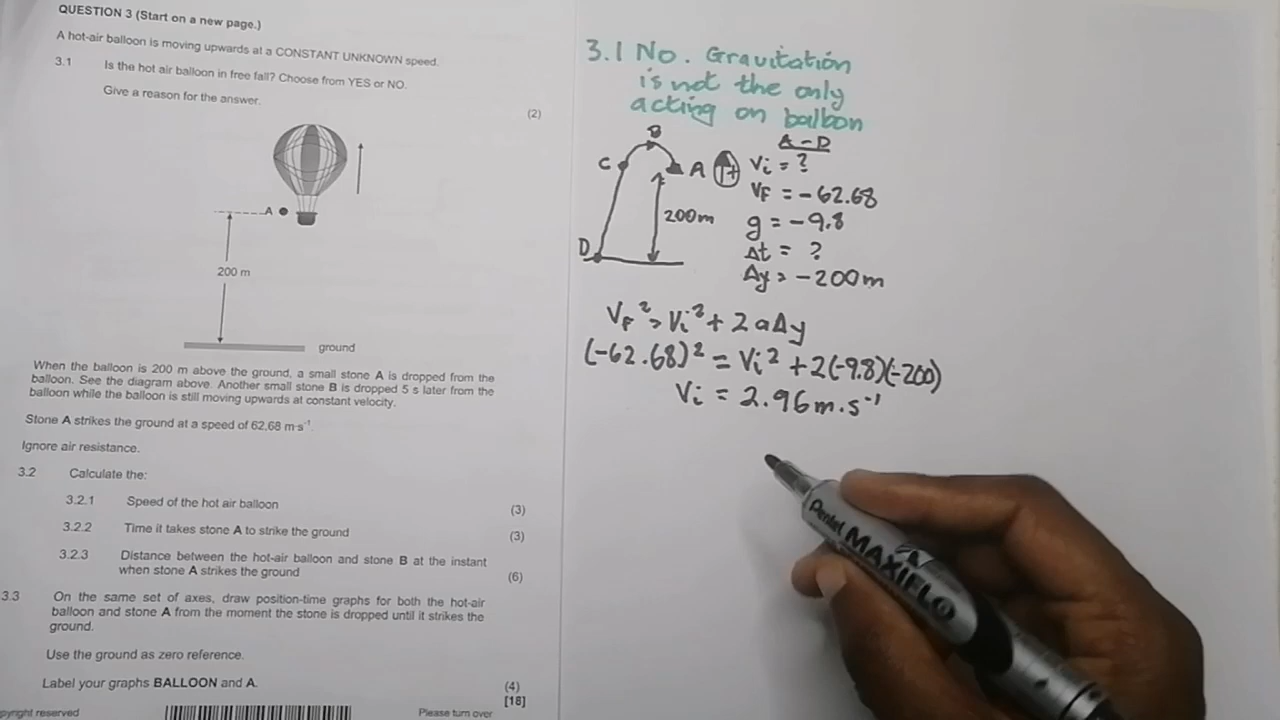 QUESTION 3 (Start on a new page.)
A hot-air balloon is moving upwards at a CONSTANT UNKNOWN speed.
3.1 Is the hot air balloon in free fall? Choose from YES or NO.
Give a reason for the answer.
(2)
A
200 m
ground
When the balloon is 200 m above the ground, a small stone A is dropped from the
balloon. See the diagram above. Another small stone B is dropped 5 s later from the
balloon while the balloon is still moving upwards at constant velocity.
Stone A strikes the ground at a speed of 62,68 m·s⁻¹.
Ignore air resistance.
3.2 Calculate the:
3.2.1 Speed of the hot air balloon (3)
3.2.2 Time it takes stone A to strike the ground (3)
3.2.3 Distance between the hot-air balloon and stone B at the instant
when stone A strikes the ground (6)
3.3 On the same set of axes, draw position-time graphs for both the hot-air
balloon and stone A from the moment the stone is dropped until it strikes the
ground.
Use the ground as zero reference.
Label your graphs BALLOON and A. (4)
[18]
pyright reserved Please turn over
3.1 No. Gravitation
is not the only
acting on balloon
B
C
A
D
200m
+
A-D
Vi = ?
VF = -62.68
g = -9.8
Δt = ?
Δy = -200m
VF² = Vi² + 2aΔy
(-62.68)² = Vi² + 2(-9.8)(-200)
Vi = 2.96m.s⁻¹
Pentel MAXIFLO